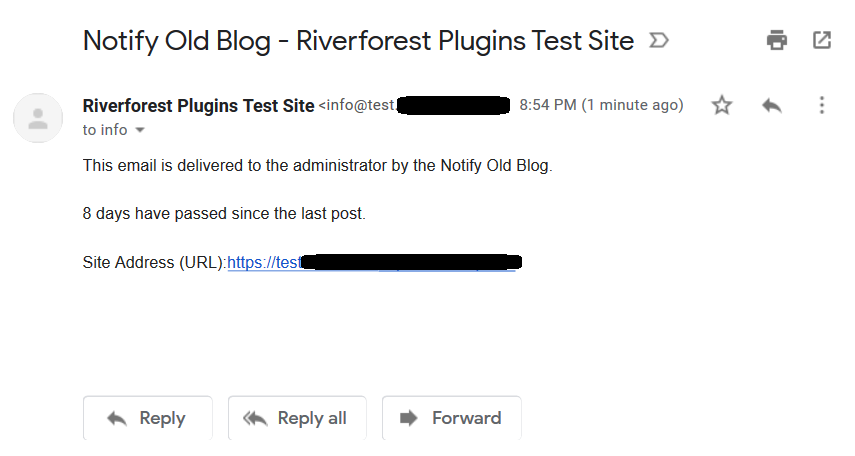 Notify Old Blog - Riverforest Plugins Test Site
Riverforest Plugins Test Site <info@test. 8:54 PM (1 minute ago)
to info
This email is delivered to the administrator by the Notify Old Blog.
8 days have passed since the last post.
Site Address (URL):https://test
Reply
Reply all
Forward